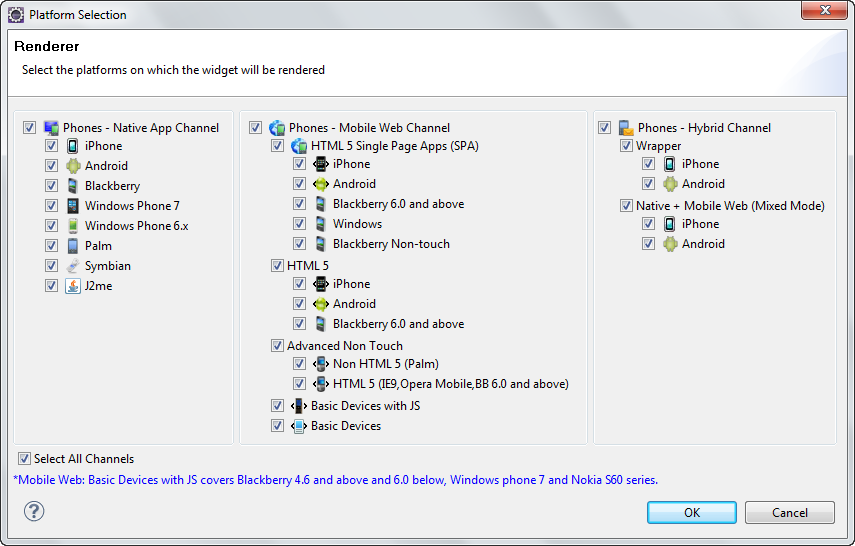 Platform Selection
Renderer
Select the platforms on which the widget will be rendered
Phones - Native App Channel
iPhone
Android
Blackberry
Windows Phone 7
Windows Phone 6.x
Palm
Symbian
J2me
Phones - Mobile Web Channel
HTML 5 Single Page Apps (SPA)
iPhone
Android
Blackberry 6.0 and above
Windows
Blackberry Non-touch
HTML 5
iPhone
Android
Blackberry 6.0 and above
Advanced Non Touch
Non HTML 5 (Palm)
HTML 5 (IE9,Opera Mobile,BB 6.0 and above)
Basic Devices with JS
Basic Devices
Phones - Hybrid Channel
Wrapper
iPhone
Android
Native + Mobile Web (Mixed Mode)
iPhone
Android
Select All Channels
*Mobile Web: Basic Devices with JS covers Blackberry 4.6 and above and 6.0 below, Windows phone 7 and Nokia S60 series.
?
OK
Cancel